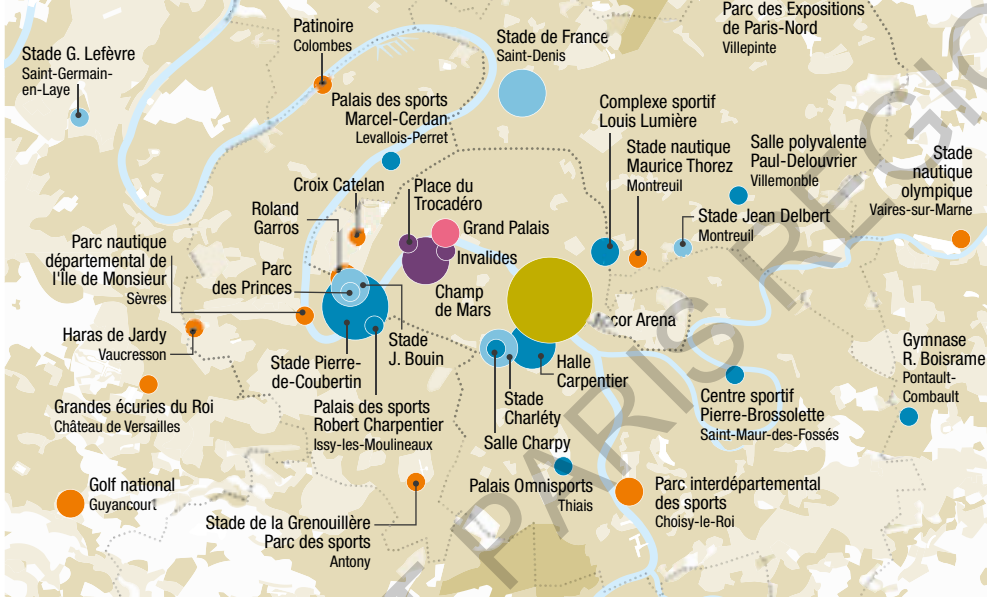 Parc des Expositions
de Paris-Nord
Villepinte
Patinoire
Colombes
Stade G. Lefèvre
Saint-Germain-
en-Laye
Stade de France
Saint-Denis
Palais des sports
Marcel-Cerdan
Levallois-Perret
Complexe sportif
Louis Lumière
Stade nautique
Maurice Thorez
Montreuil
Salle polyvalente
Paul-Delouvrier
Villemonble
Stade
nautique
olympique
Vaires-sur-Marne
Croix Catelan
Place du
Trocadéro
Roland
Garros
Grand Palais
Stade Jean Delbert
Montreuil
Parc nautique
départemental de
l'Île de Monsieur
Sèvres
Parc
des Princes
Invalides
Champ
de Mars
cor Arena
Haras de Jardy
Vaucresson
Stade
J. Bouin
Stade Pierre-
de-Coubertin
Halle
Carpentier
Gymnase
R. Boisrame
Pontault-
Combault
Grandes écuries du Roi
Château de Versailles
Palais des sports
Robert Charpentier
Issy-les-Moulineaux
Stade
Charléty
Salle Charpy
Centre sportif
Pierre-Brossolette
Saint-Maur-des-Fossés
Golf national
Guyancourt
Palais Omnisports
Thiais
Parc interdépartemental
des sports
Choisy-le-Roi
Stade de la Grenouillère
Parc des sports
Antony
PARIS REGIO